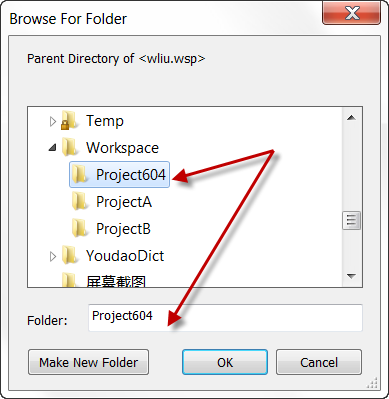 Browse For Folder
Parent Directory of <wliu.wsp>
Temp
Workspace
Project604
ProjectA
ProjectB
YoudaoDict
屏幕截图
Folder: Project604
Make New Folder OK Cancel